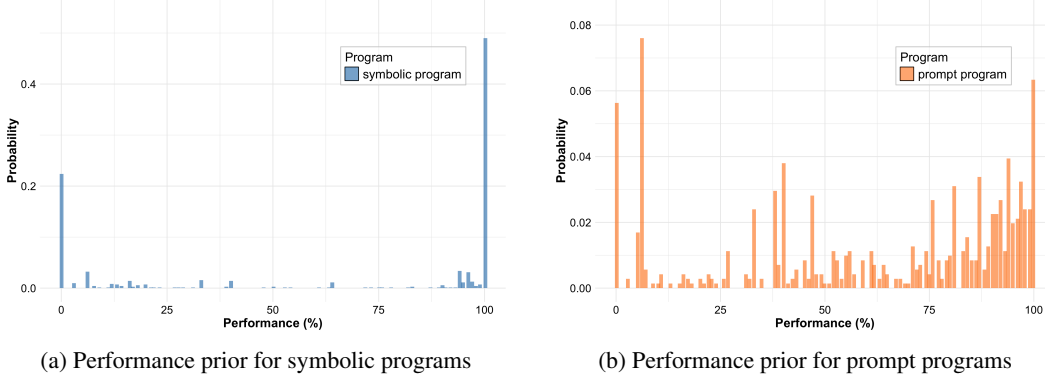 Program
symbolic program
0.4
0.2
0.0
Probability
0
25
50
75
100
Performance (%)
(a) Performance prior for symbolic programs
Program
prompt program
0.08
0.06
0.04
0.02
0.00
Probability
0
25
50
75
100
Performance (%)
(b) Performance prior for prompt programs